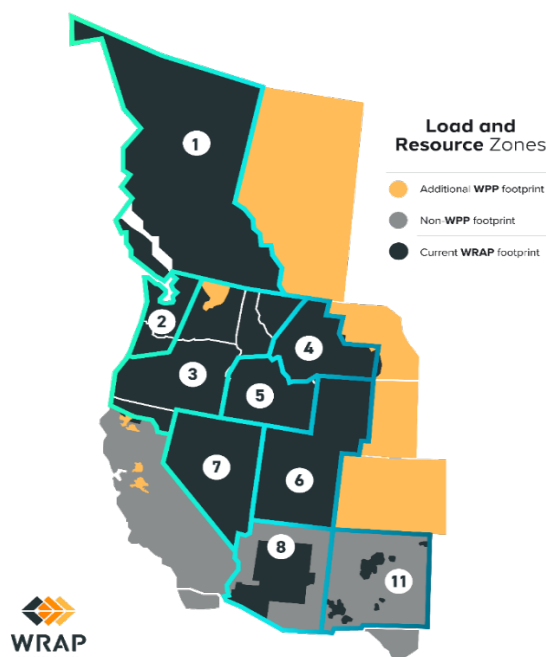 1
Load and
Resource Zones
Additional WPP footprint
Non-WPP footprint
Current WRAP footprint
2
4
3
5
7
6
8
11
WRAP